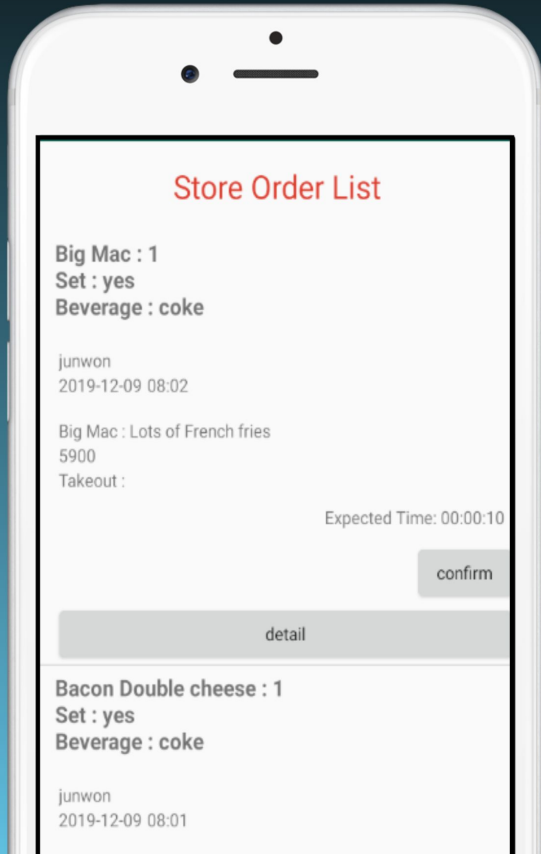 Store Order List
Big Mac : 1
Set : yes
Beverage : coke
junwon
2019-12-09 08:02
Big Mac : Lots of French fries
5900
Takeout :
Expected Time: 00:00:10
confirm
detail
Bacon Double cheese : 1
Set : yes
Beverage : coke
junwon
2019-12-09 08:01